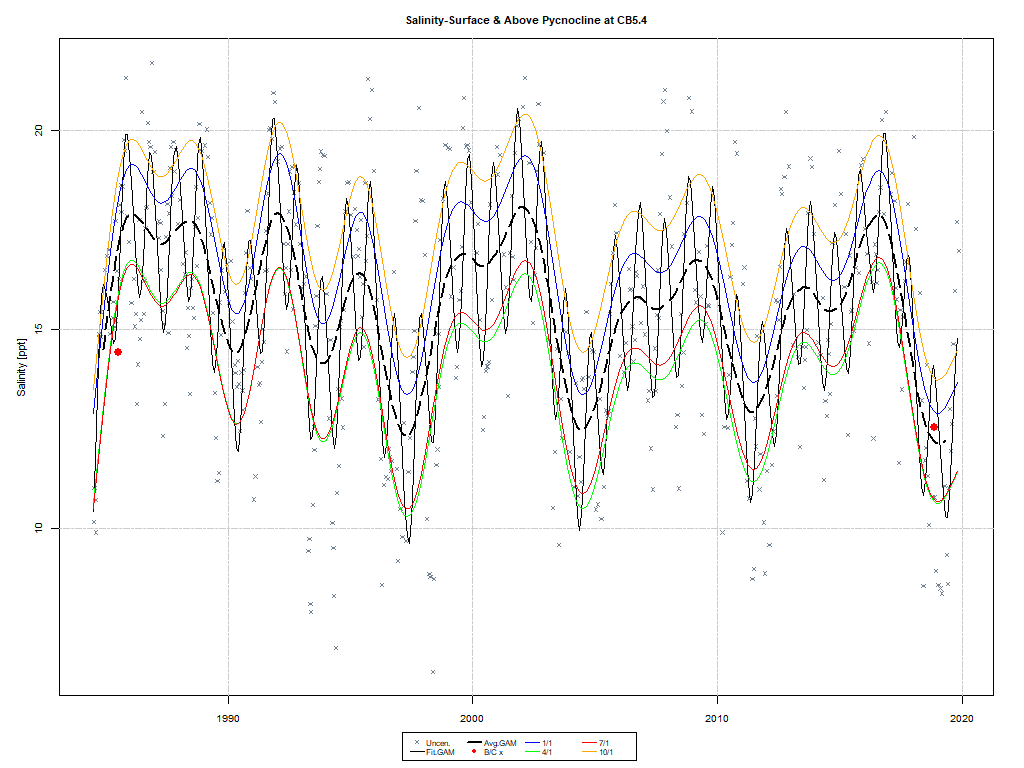 Salinity-Surface & Above Pycnocline at CB5.4
Salinity [ppt]
20
15
10
1990 2000 2010 2020
Uncen. Avg.GAM 1/1 7/1
Fit.GAM B/C x 4/1 10/1